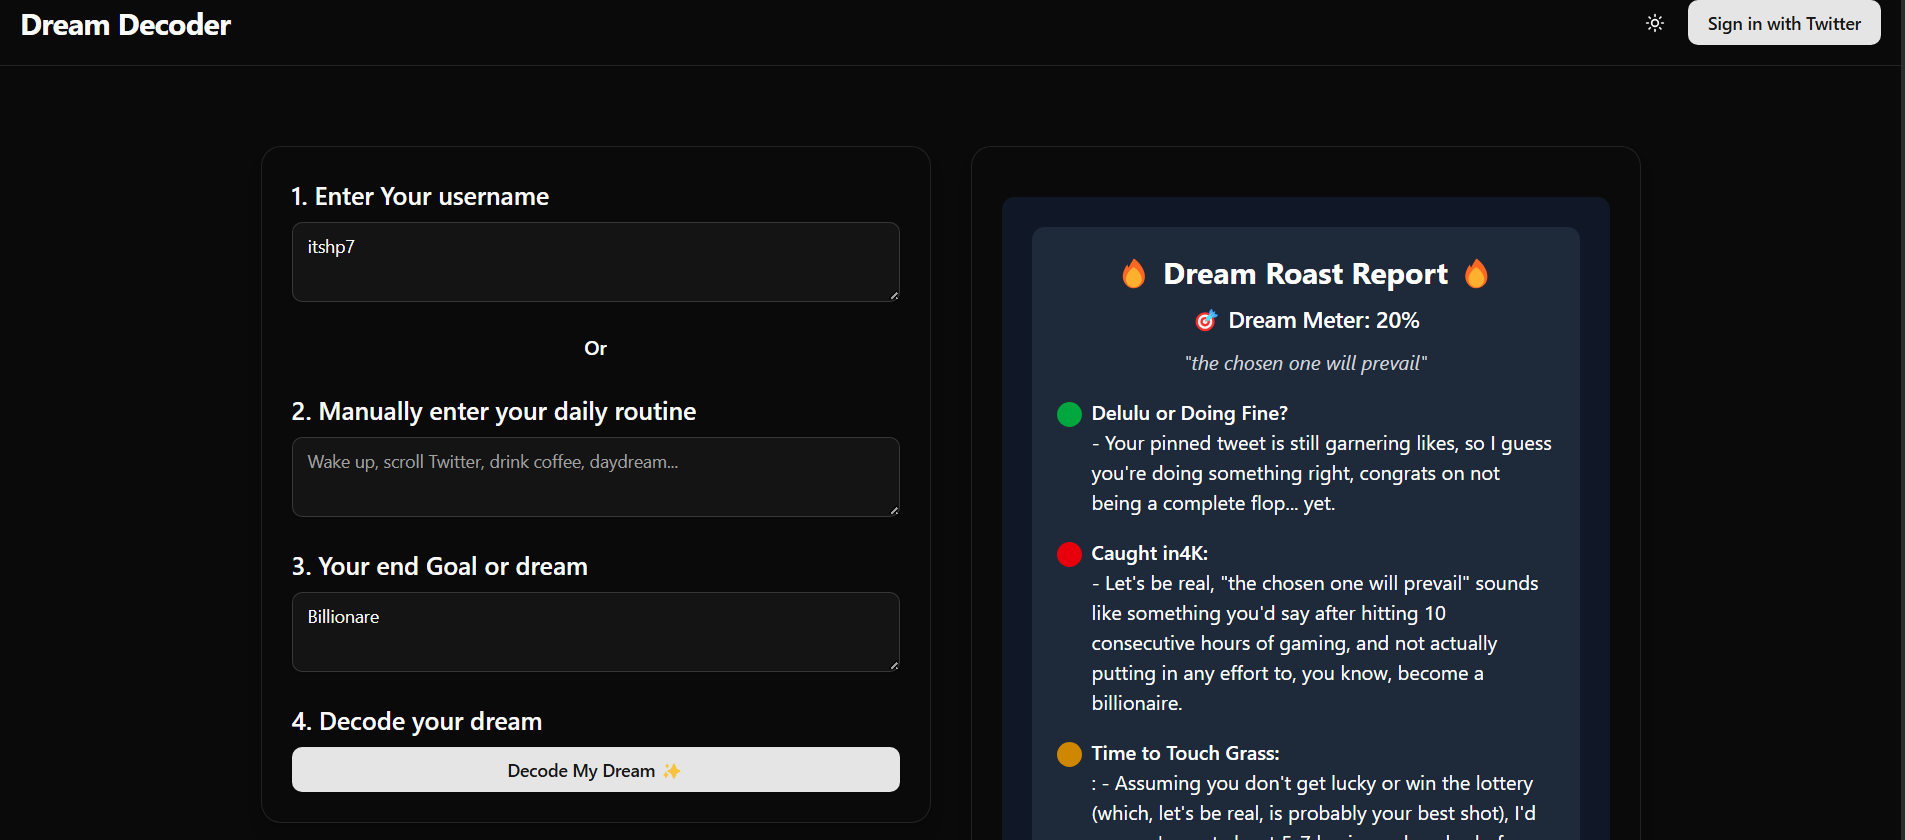 Dream Decoder
Sign in with Twitter
1. Enter Your username
itshp7
Or
2. Manually enter your daily routine
Wake up, scroll Twitter, drink coffee, daydream...
3. Your end Goal or dream
Billionare
4. Decode your dream
Decode My Dream ✨
🔥 Dream Roast Report 🔥
🎯 Dream Meter: 20%
"the chosen one will prevail"
Delulu or Doing Fine?
- Your pinned tweet is still garnering likes, so I guess
you're doing something right, congrats on not
being a complete flop... yet.
Caught in4K:
- Let's be real, "the chosen one will prevail" sounds
like something you'd say after hitting 10
consecutive hours of gaming, and not actually
putting in any effort to, you know, become a
billionaire.
Time to Touch Grass:
: - Assuming you don't get lucky or win the lottery
(which, let's be real, is probably your best shot), I'd